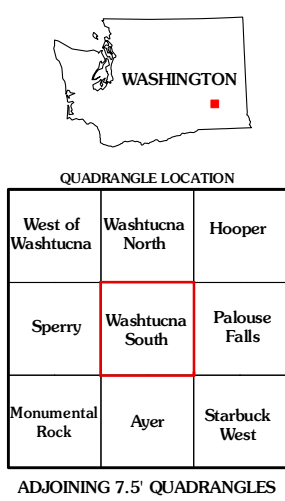 WASHINGTON
QUADRANGLE LOCATION
West of
Washtucna
Washtucna
North
Hooper
Sperry
Washtucna
South
Palouse
Falls
Monumental
Rock
Ayer
Starbuck
West
ADJOINING 7.5' QUADRANGLES